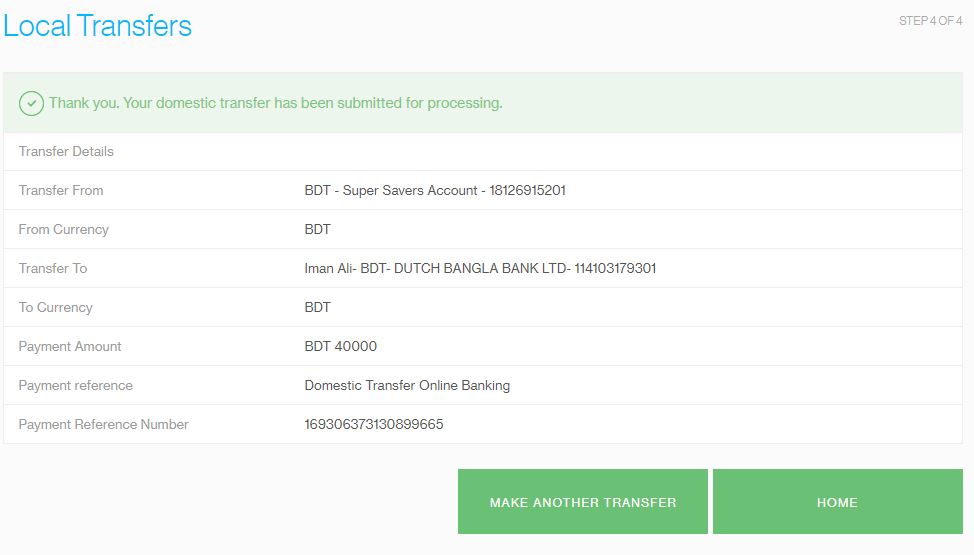 Local Transfers
STEP 4 OF 4
Thank you. Your domestic transfer has been submitted for processing.
Transfer Details
Transfer From BDT - Super Savers Account - 18126915201
From Currency BDT
Transfer To Iman Ali- BDT- DUTCH BANGLA BANK LTD- 114103179301
To Currency BDT
Payment Amount BDT 40000
Payment reference Domestic Transfer Online Banking
Payment Reference Number 169306373130899665
MAKE ANOTHER TRANSFER HOME